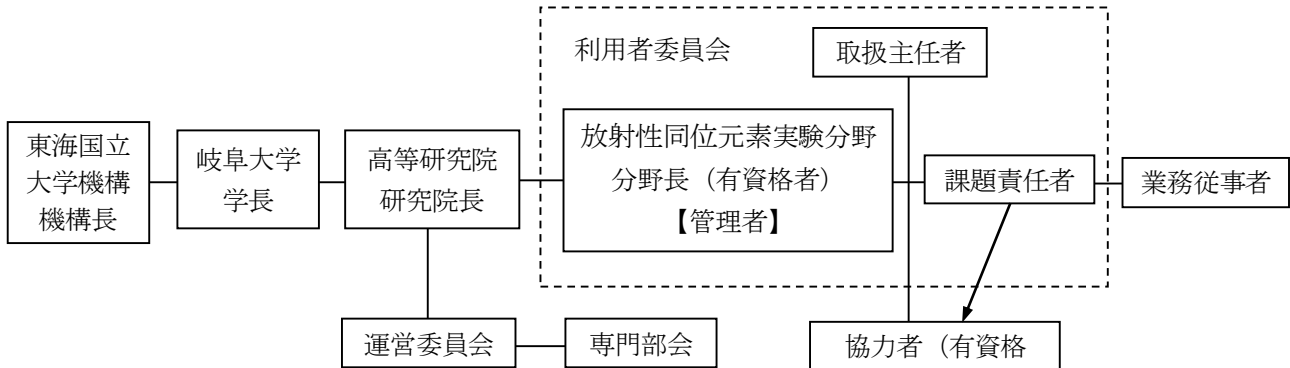 利用者委員会
取扱主任者
東海国立
大学機構
機構長
岐阜大学
学長
高等研究院
研究院長
放射性同位元素実験分野
分野長（有資格者）
【管理者】
課題責任者
業務従事者
運営委員会
専門部会
協力者（有資格